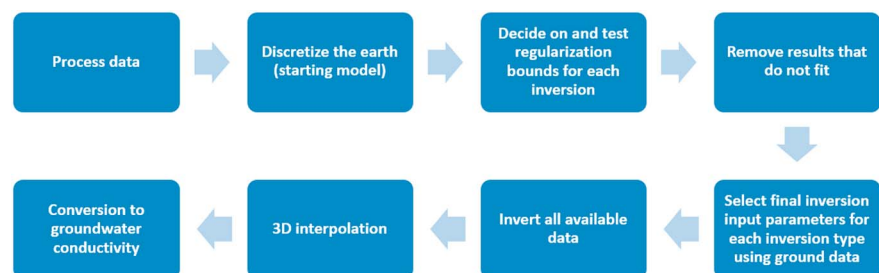 Process data
Discretize the earth
(starting model)
Decide on and test
regularization
bounds for each
inversion
Remove results that
do not fit
Select final inversion
input parameters for
each inversion type
using ground data
Invert all available
data
3D interpolation
Conversion to
groundwater
conductivity